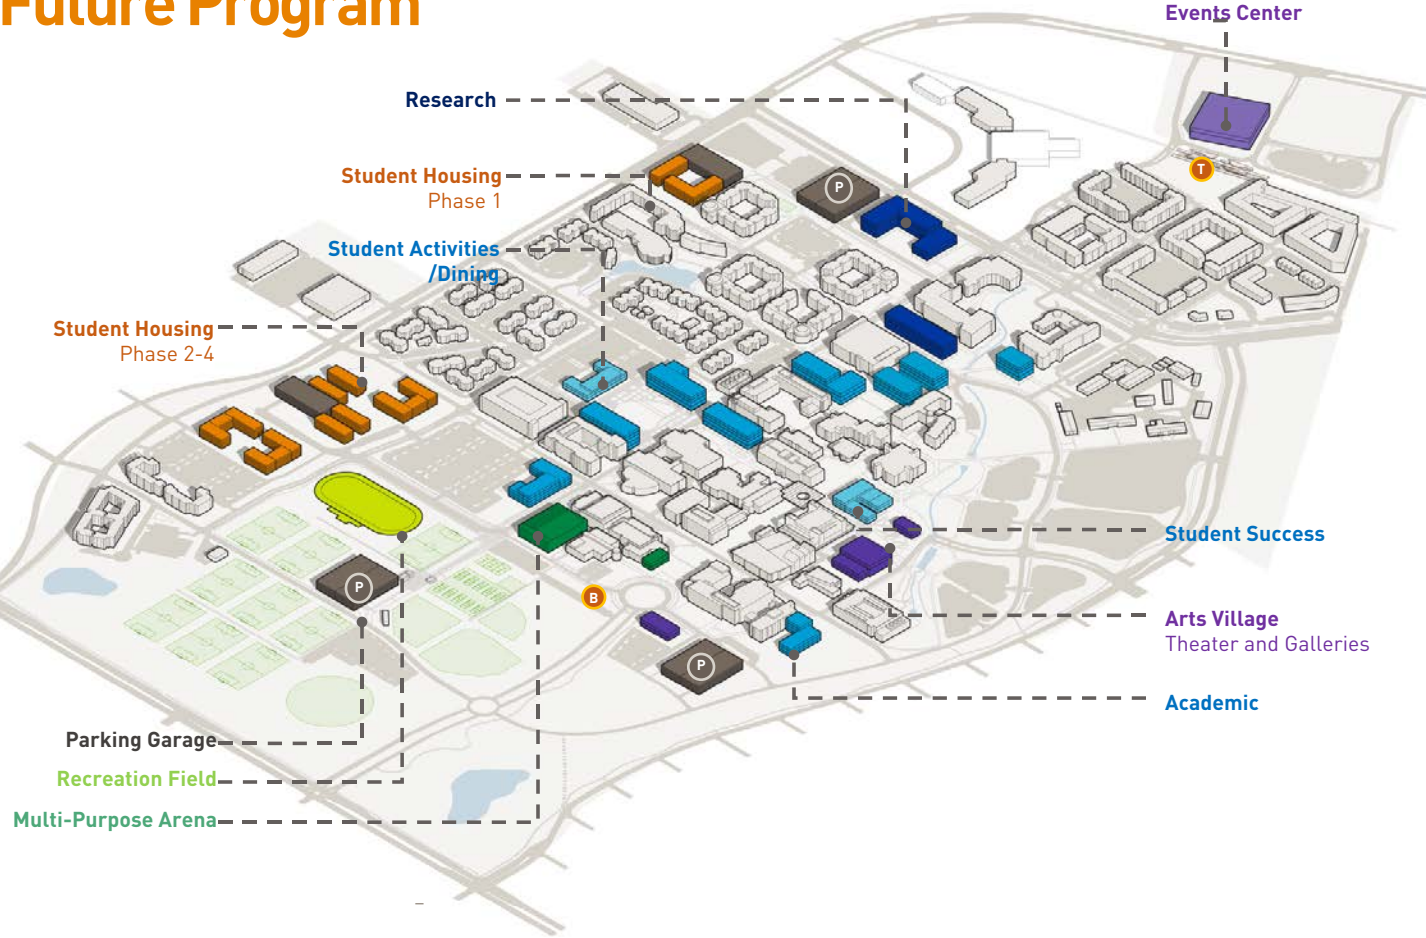 Future Program
Events Center
Research
Student Housing
Phase 1
Student Activities
/Dining
Student Housing
Phase 2-4
P
T
Student Success
P
B
Arts Village
Theater and Galleries
P
Academic
Parking Garage
Recreation Field
Multi-Purpose Arena